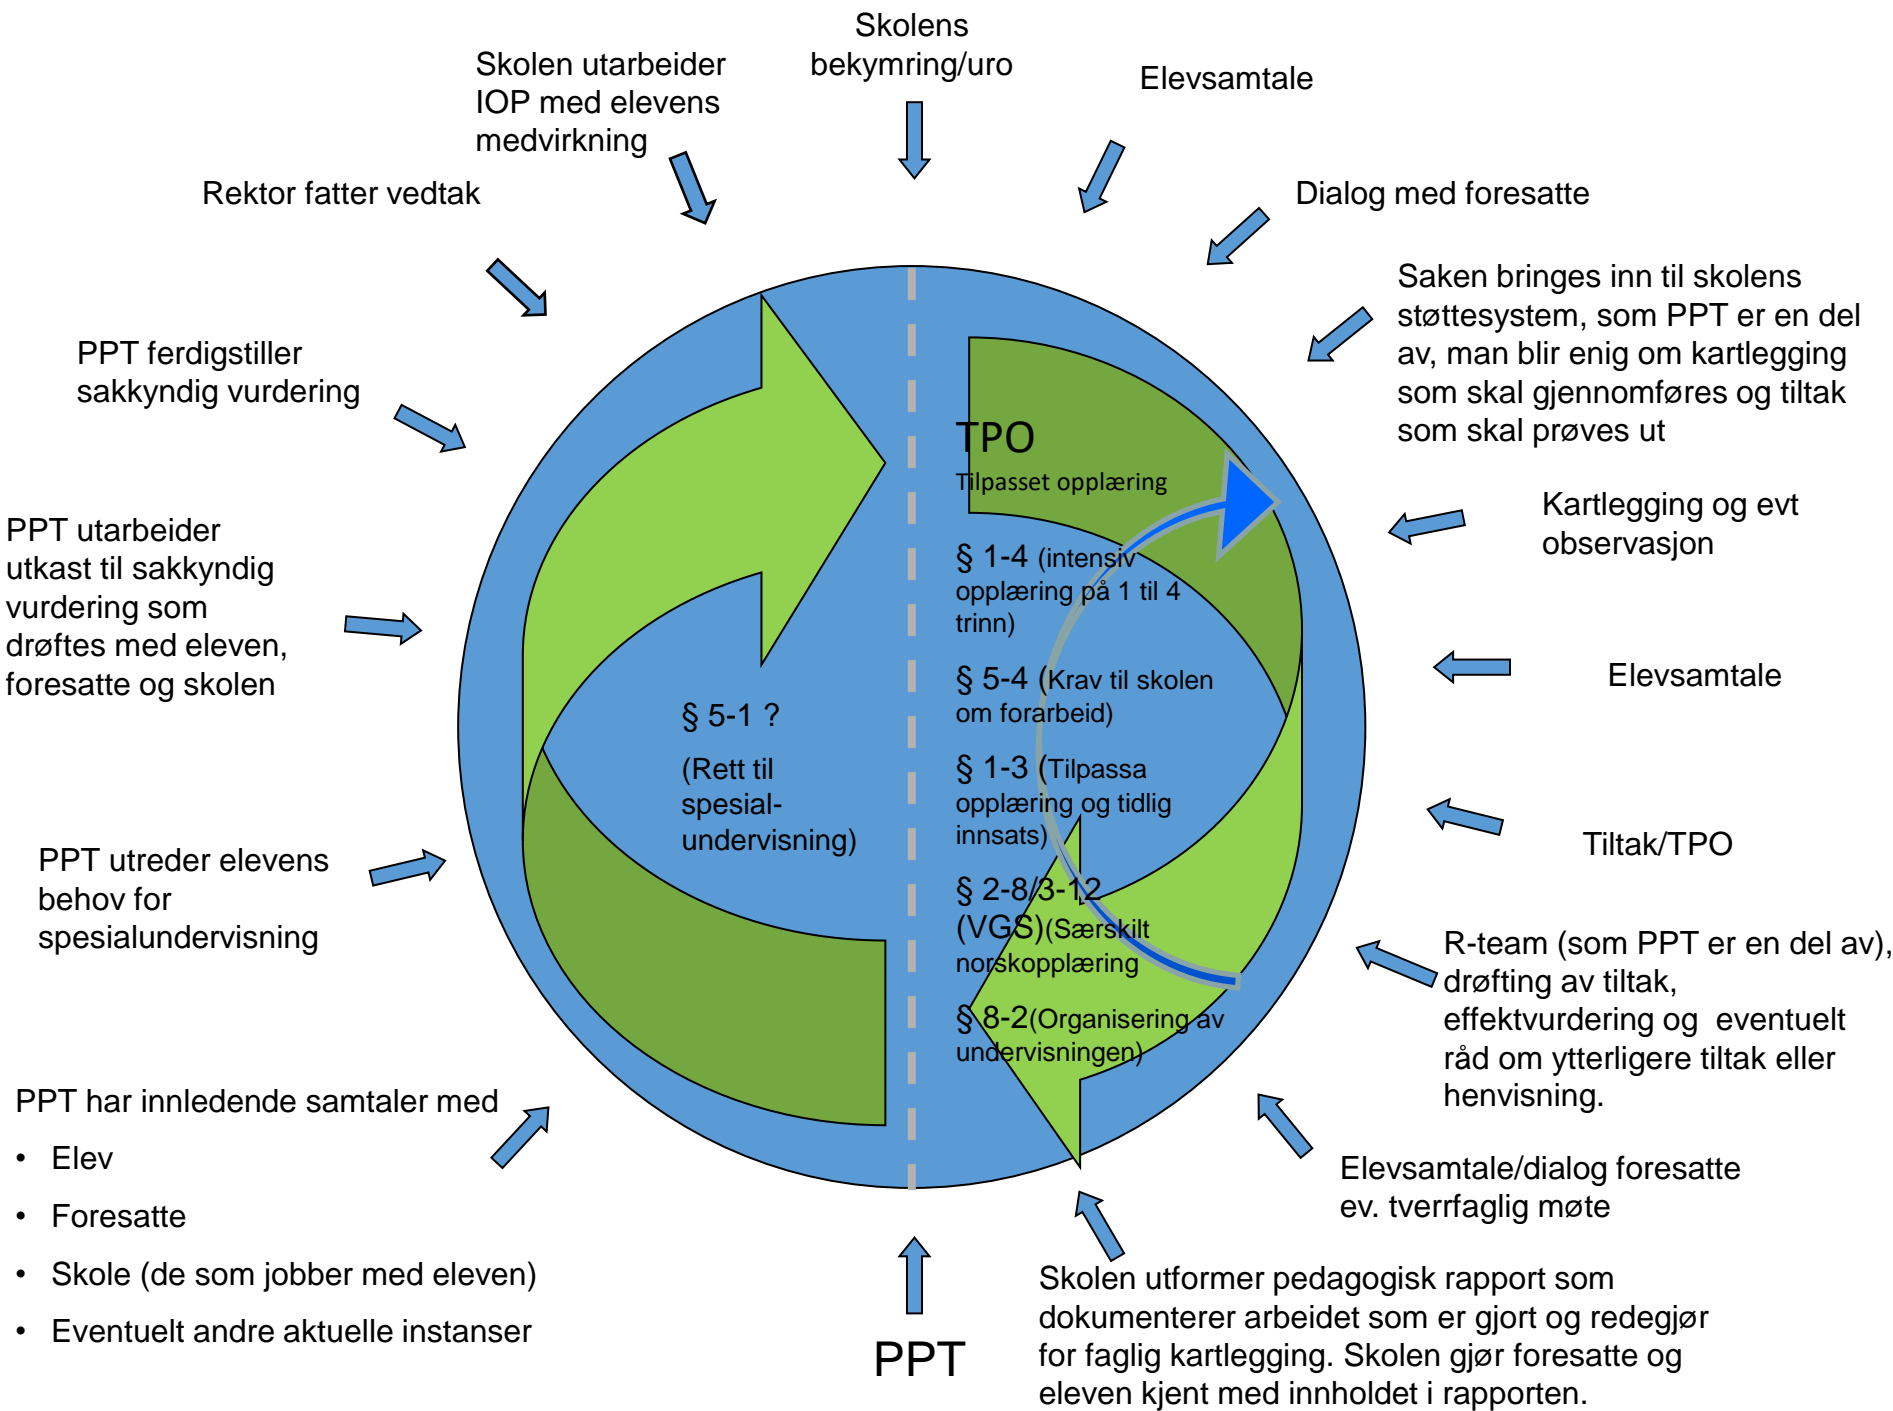 Skolens
bekymring/uro
Elevsamtale
Dialog med foresatte
Saken bringes inn til skolens
støttesystem, som PPT er en del
av, man blir enig om kartlegging
som skal gjennomføres og tiltak
som skal prøves ut
Kartlegging og evt
observasjon
Elevsamtale
Tiltak/TPO
R-team (som PPT er en del av),
drøfting av tiltak,
effektvurdering og eventuelt
råd om ytterligere tiltak eller
henvisning.
Elevsamtale/dialog foresatte
ev. tverrfaglig møte
Skolen utformer pedagogisk rapport som
dokumenterer arbeidet som er gjort og redegjør
for faglig kartlegging. Skolen gjør foresatte og
eleven kjent med innholdet i rapporten.
PPT
PPT har innledende samtaler med
• Elev
• Foresatte
• Skole (de som jobber med eleven)
• Eventuelt andre aktuelle instanser
PPT utreder elevens
behov for
spesialundervisning
PPT utarbeider
utkast til sakkyndig
vurdering som
drøftes med eleven,
foresatte og skolen
PPT ferdigstiller
sakkyndig vurdering
Rektor fatter vedtak
Skolen utarbeider
IOP med elevens
medvirkning
TPO
Tilpasset opplæring
§ 1-4 (intensiv
opplæring på 1 til 4
trinn)
§ 5-4 (Krav til skolen
om forarbeid)
§ 1-3 (Tilpassa
opplæring og tidlig
innsats)
§ 2-8/3-12
(VGS)(Særskilt
norskopplæring
§ 8-2(Organisering av
undervisningen)
§ 5-1 ?
(Rett til
spesial-
undervisning)